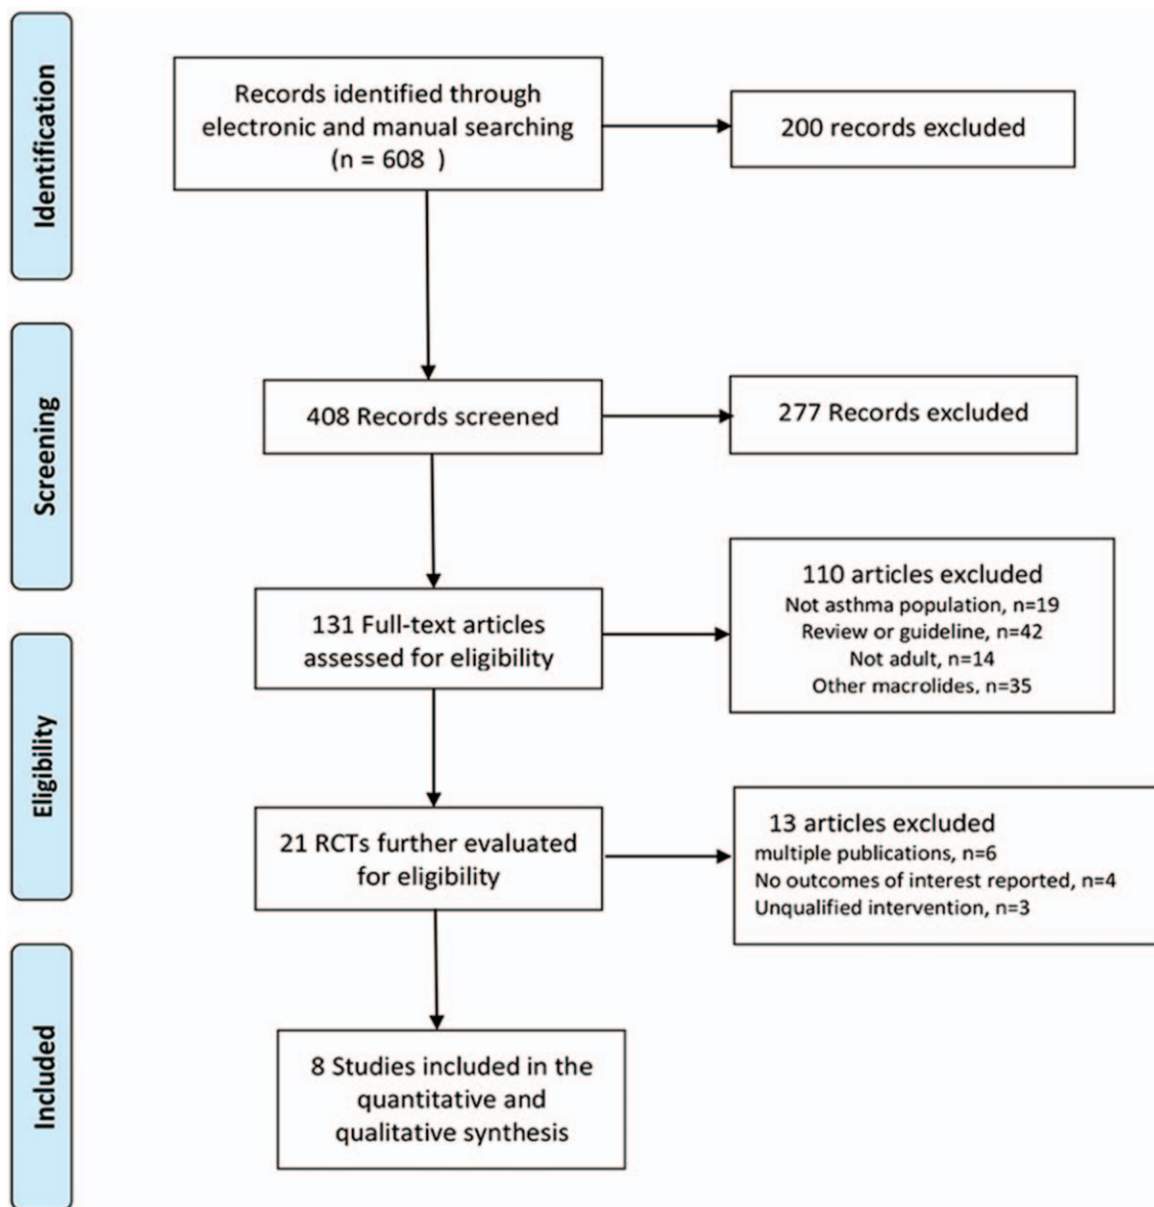 Identification
Records identified through
electronic and manual searching
(n = 608 )
200 records excluded
Screening
408 Records screened
277 Records excluded
131 Full-text articles
assessed for eligibility
110 articles excluded
Not asthma population, n=19
Review or guideline, n=42
Not adult, n=14
Other macrolides, n=35
Eligibility
21 RCTs further evaluated
for eligibility
13 articles excluded
multiple publications, n=6
No outcomes of interest reported, n=4
Unqualified intervention, n=3
Included
8 Studies included in the
quantitative and
qualitative synthesis